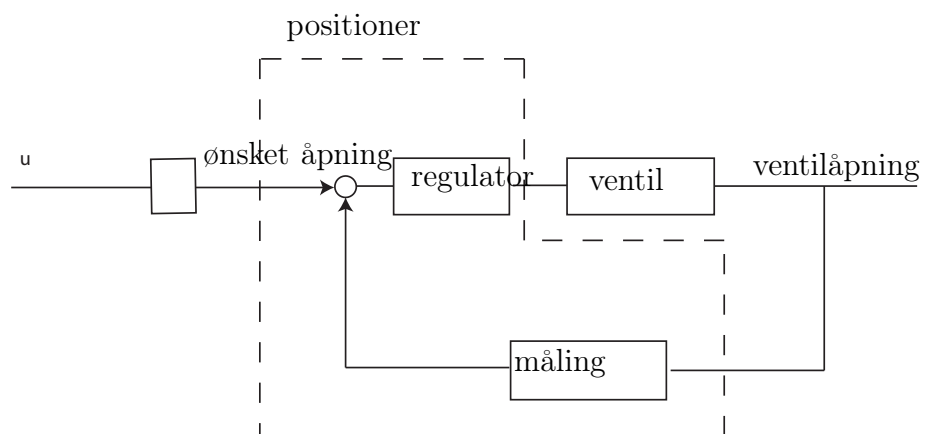 positioner
u
ønsket åpning
ventilåpning
regulator
ventil
måling